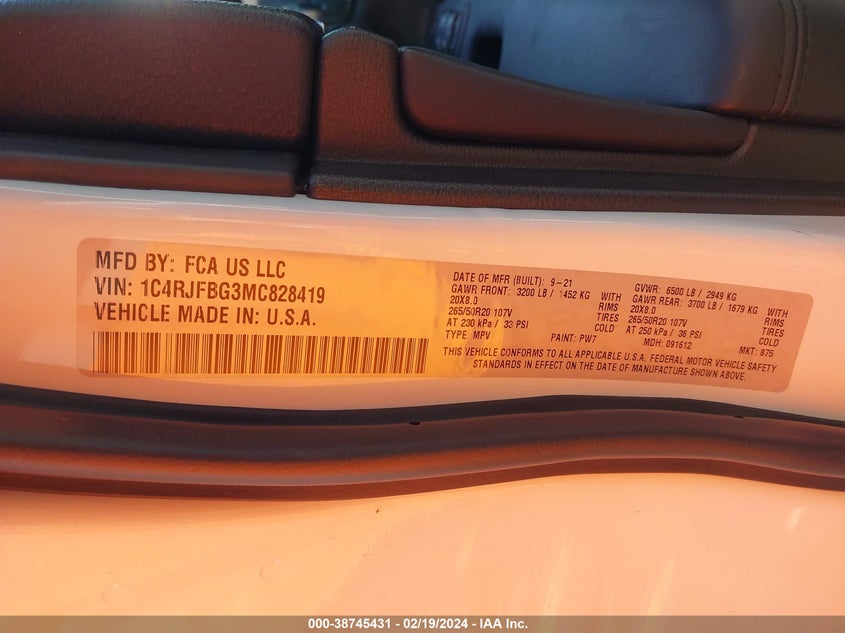 MFD BY: FCA US LLC
VIN: 1C4RJFBG3MC828419
VEHICLE MADE IN: U.S.A.
DATE OF MFR (BUILT): 9-21 GVWR: 6500 LB / 2949 KG
GAWR FRONT: 3200 LB / 1452 KG WITH GAWR REAR: 3700 LB / 1679 KG WITH
20X8.0 RIMS 20X8.0 RIMS
265/50R20 107V TIRES 265/50R20 107V TIRES
AT 230 kPa / 33 PSI COLD AT 250 kPa / 36 PSI COLD
TYPE: MPV PAINT: PW7 MDH: 091612 MKT: 875
THIS VEHICLE CONFORMS TO ALL APPLICABLE U.S.A. FEDERAL MOTOR VEHICLE SAFETY
STANDARDS IN EFFECT ON THE DATE OF MANUFACTURE SHOWN ABOVE.
000-38745431 - 02/19/2024 - IAA Inc.